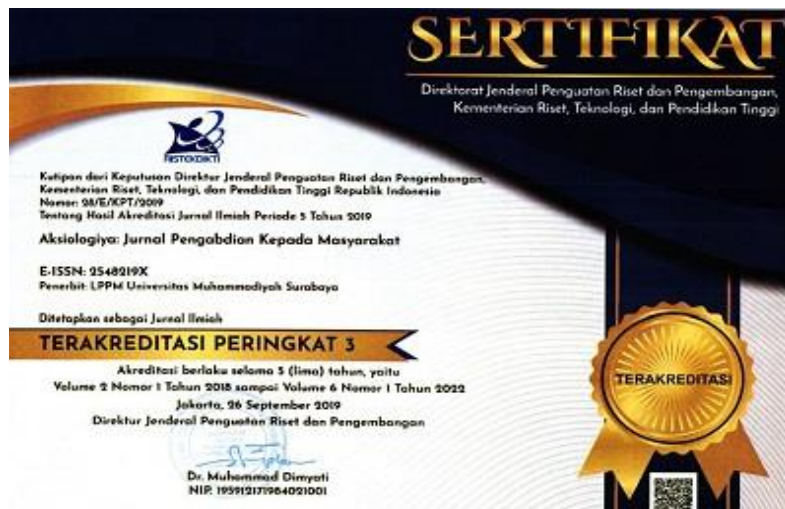 SERTIFIKAT
Direktorat Jenderal Penguatan Riset dan Pengembangan,
Kementerian Riset, Teknologi, dan Pendidikan Tinggi
RISTEKDIKTI
Kutipan dari Keputusan Direktur Jenderal Penguatan Riset dan Pengembangan,
Kementerian Riset, Teknologi, dan Pendidikan Tinggi Republik Indonesia
Nomor: 28/E/KPT/2019
Tentang Hasil Akreditasi Jurnal Ilmiah Periode 5 Tahun 2019
Aksiologiya: Jurnal Pengabdian Kepada Masyarakat
E-ISSN: 2548219X
Penerbit: LPPM Universitas Muhammadiyah Surabaya
Ditetapkan sebagai Jurnal Ilmiah
TERAKREDITASI PERINGKAT 3
Akreditasi berlaku selama 5 (lima) tahun, yaitu
Volume 2 Nomor 1 Tahun 2018 sampai Volume 6 Nomor 1 Tahun 2022
Jakarta, 26 September 2019
Direktur Jenderal Penguatan Riset dan Pengembangan
Dr. Muhammad Dimyati
NIP. 195912171984021001
TERAKREDITASI